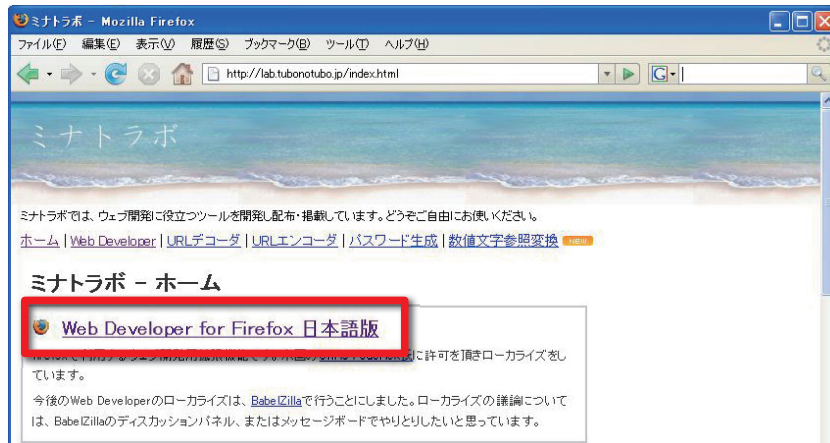 ミナトラボ - Mozilla Firefox
ファイル(F) 編集(E) 表示(V) 履歴(S) ブックマーク(B) ツール(T) ヘルプ(H)
http://lab.tubonotubo.jp/index.html
G
ミナトラボ
ミナトラボでは、ウェブ開発に役立つツールを開発し配布・掲載しています。どうぞご自由にお使いください。
ホーム | Web Developer | URLデコーダ | URLエンコーダ | パスワード生成 | 数値文字参照変換 NEW
ミナトラボ - ホーム
Web Developer for Firefox 日本語版
に許可を頂きローカライズをし
ています。
今後のWeb Developerのローカライズは、BabelZillaで行うことにしました。ローカライズの議論について
は、BabelZillaのディスカッションパネル、またはメッセージボードでやりとりしたいと思っています。